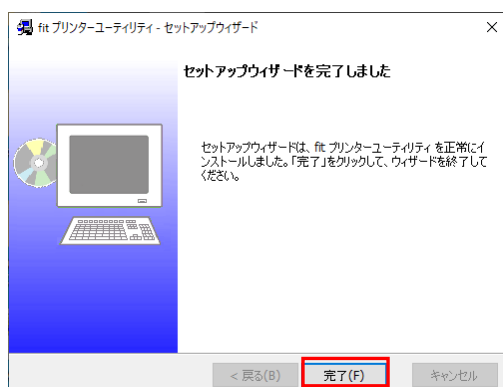 fit プリンターユーティリティ - セットアップウィザード
セットアップウィザードを完了しました
セットアップウィザードは、fit プリンターユーティリティ を正常にイ
ンストールしました。「完了」をクリックして、ウィザードを終了して
ください。
< 戻る(B) 完了(F) キャンセル